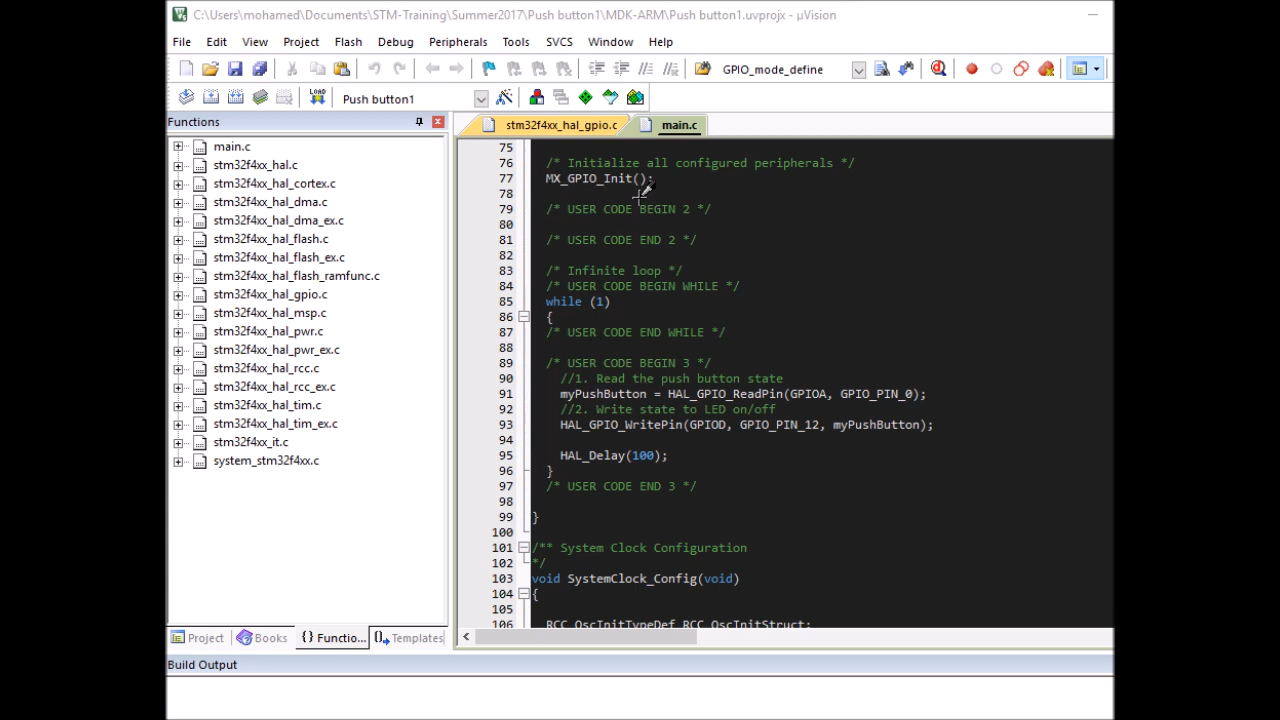 C:\Users\mohamed\Documents\STM-Training\Summer2017\Push button1\MDK-ARM\Push button1.uvprojx - µVision
File Edit View Project Flash Debug Peripherals Tools SVCS Window Help
GPIO_mode_define
LOAD Push button1
Functions
stm32f4xx_hal_gpio.c main.c
main.c
stm32f4xx_hal.c
stm32f4xx_hal_cortex.c
stm32f4xx_hal_dma.c
stm32f4xx_hal_dma_ex.c
stm32f4xx_hal_flash.c
stm32f4xx_hal_flash_ex.c
stm32f4xx_hal_flash_ramfunc.c
stm32f4xx_hal_gpio.c
stm32f4xx_hal_msp.c
stm32f4xx_hal_pwr.c
stm32f4xx_hal_pwr_ex.c
stm32f4xx_hal_rcc.c
stm32f4xx_hal_rcc_ex.c
stm32f4xx_hal_tim.c
stm32f4xx_hal_tim_ex.c
stm32f4xx_it.c
system_stm32f4xx.c
75
76 /* Initialize all configured peripherals */
77 MX_GPIO_Init();
78
79 /* USER CODE BEGIN 2 */
80
81 /* USER CODE END 2 */
82
83 /* Infinite loop */
84 /* USER CODE BEGIN WHILE */
85 while (1)
86 {
87 /* USER CODE END WHILE */
88
89 /* USER CODE BEGIN 3 */
90 //1. Read the push button state
91 myPushButton = HAL_GPIO_ReadPin(GPIOA, GPIO_PIN_0);
92 //2. Write state to LED on/off
93 HAL_GPIO_WritePin(GPIOD, GPIO_PIN_12, myPushButton);
94
95 HAL_Delay(100);
96 }
97 /* USER CODE END 3 */
98
99 }
100
101 /** System Clock Configuration
102 */
103 void SystemClock_Config(void)
104 {
105
106 RCC_OscInitTypeDef RCC_OscInitStruct;
Project Books {} Functio... Templates
Build Output